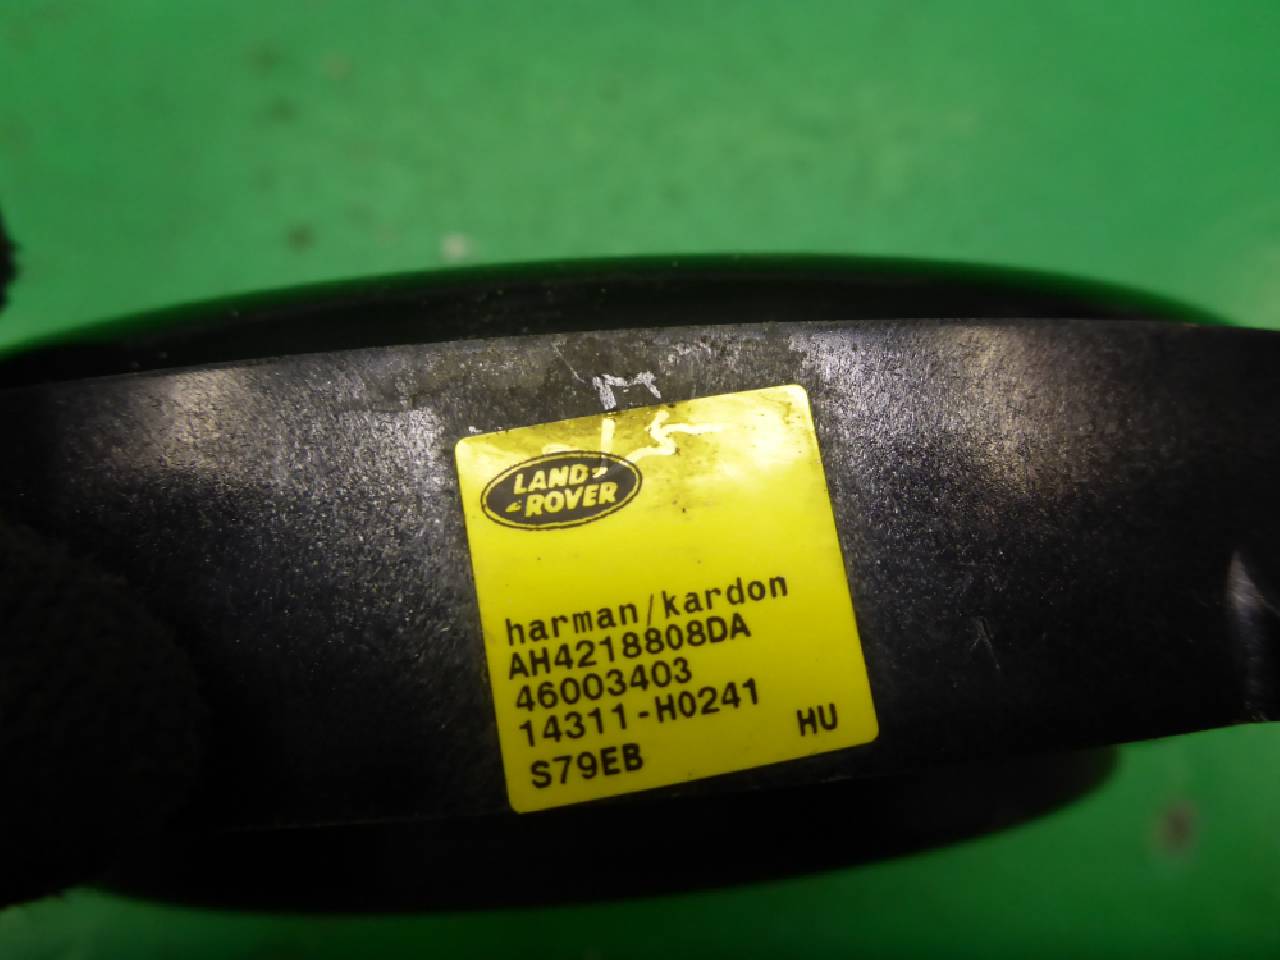 LAND
ROVER
harman/kardon
AH4218808DA
46003403
14311-H0241
S79EB HU